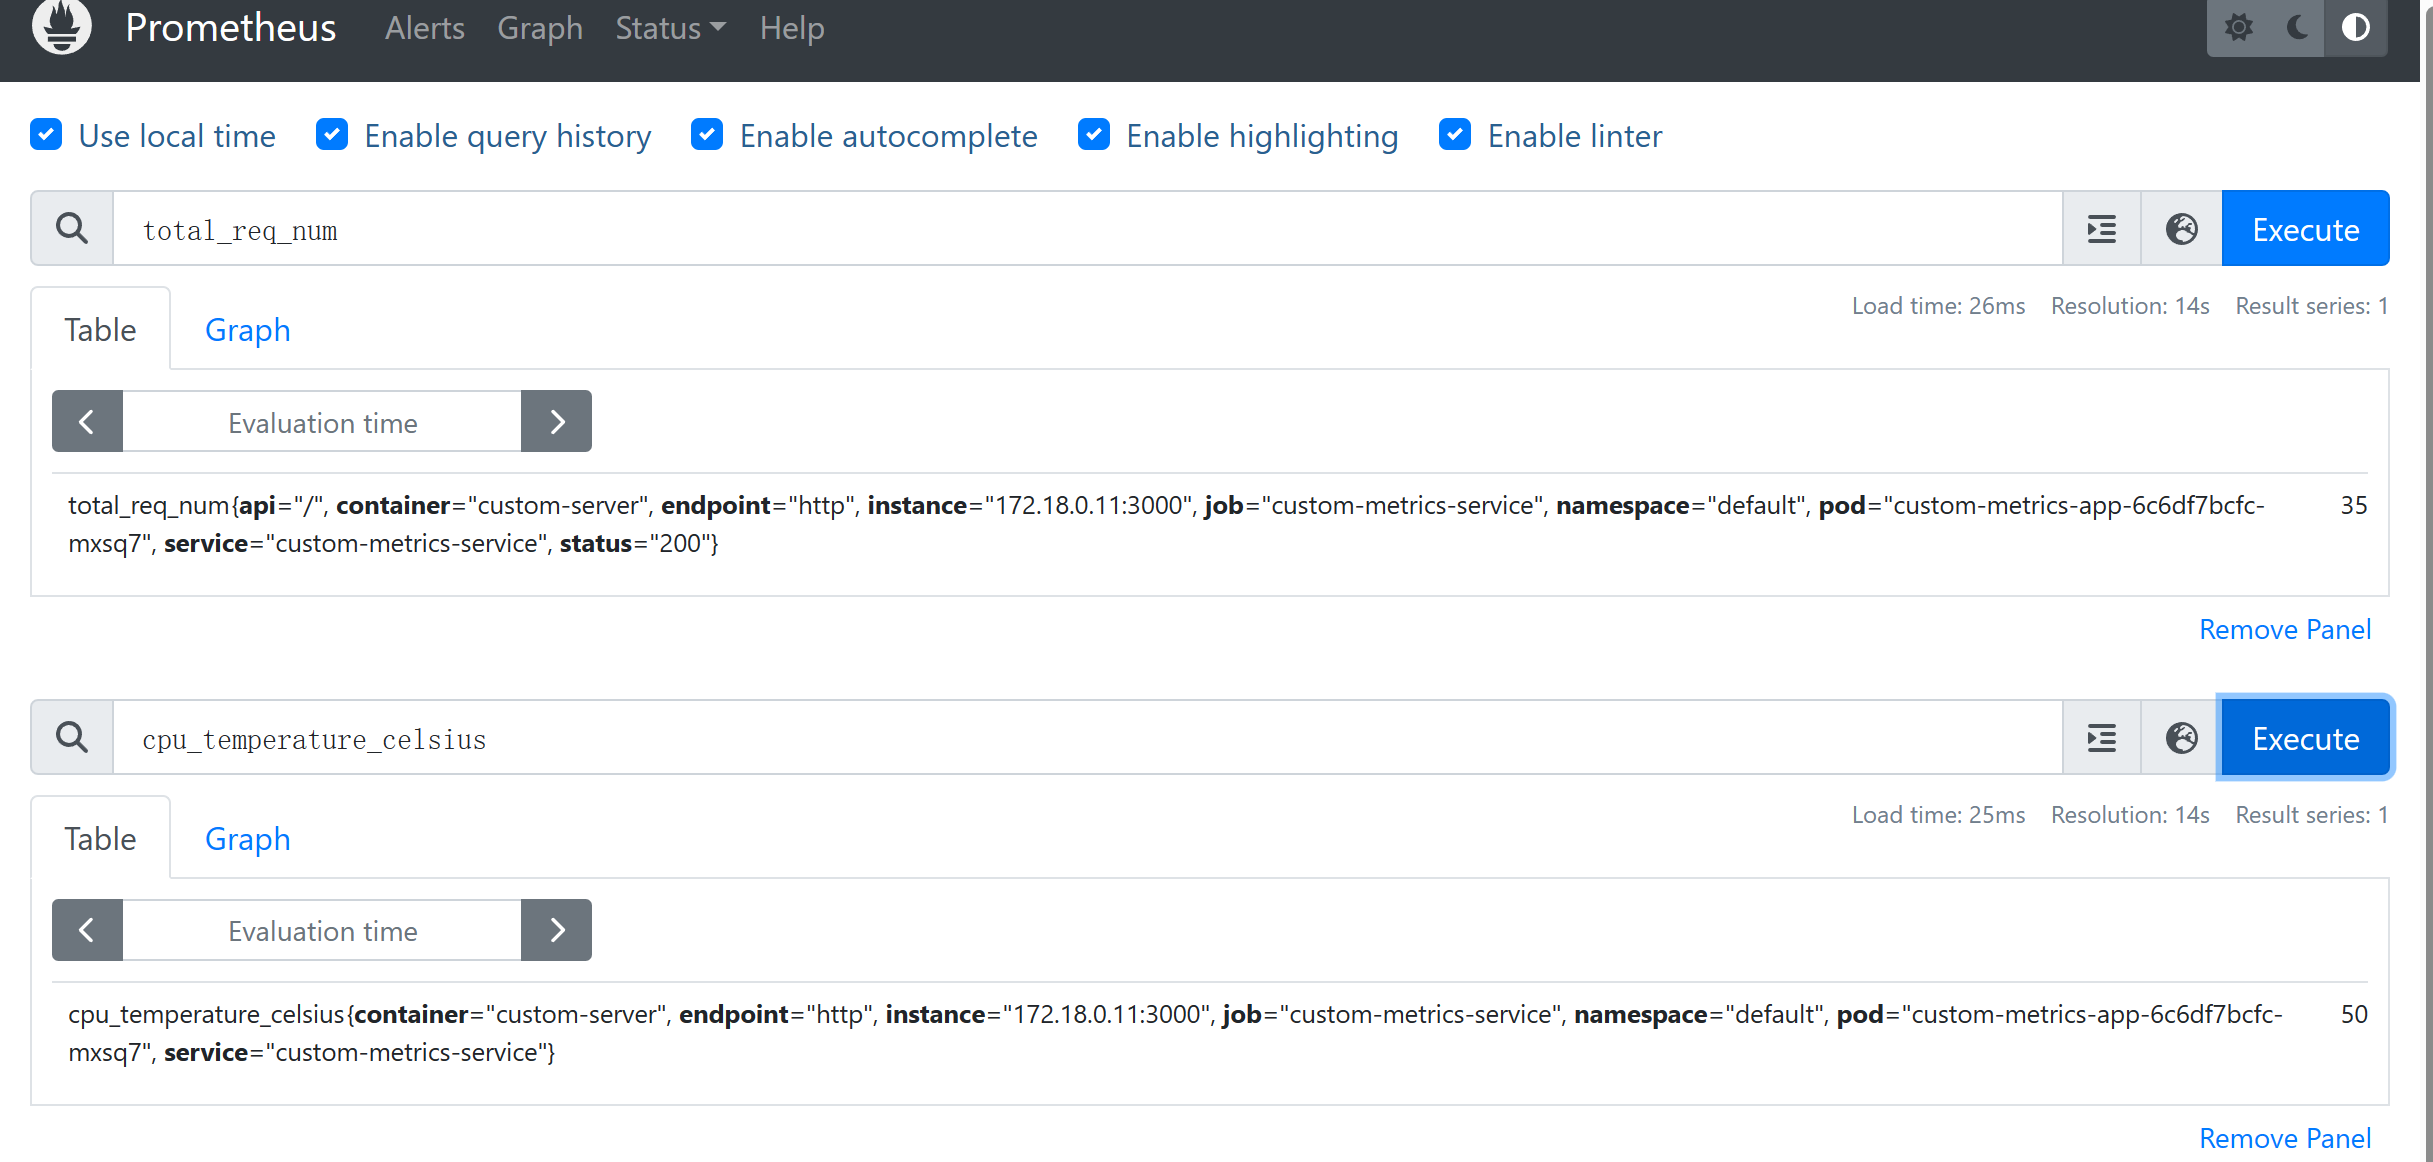 Prometheus Alerts Graph Status Help
Use local time Enable query history Enable autocomplete Enable highlighting Enable linter
total_req_num Execute
Table Graph Load time: 26ms Resolution: 14s Result series: 1
Evaluation time
total_req_num{api="/", container="custom-server", endpoint="http", instance="172.18.0.11:3000", job="custom-metrics-service", namespace="default", pod="custom-metrics-app-6c6df7bcfc- 35
mxsq7", service="custom-metrics-service", status="200"}
Remove Panel
cpu_temperature_celsius Execute
Table Graph Load time: 25ms Resolution: 14s Result series: 1
Evaluation time
cpu_temperature_celsius{container="custom-server", endpoint="http", instance="172.18.0.11:3000", job="custom-metrics-service", namespace="default", pod="custom-metrics-app-6c6df7bcfc- 50
mxsq7", service="custom-metrics-service"}
Remove Panel